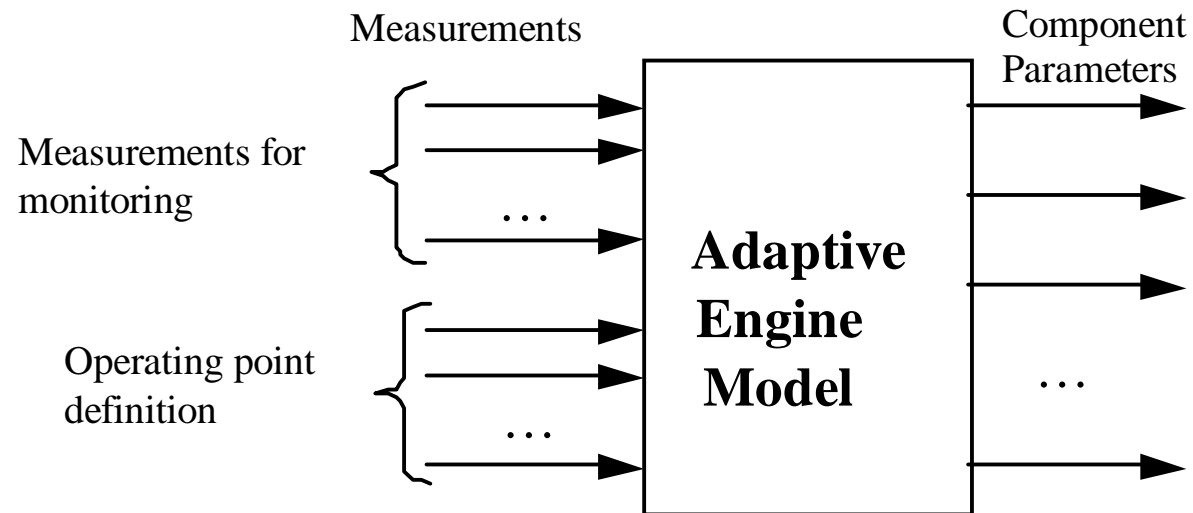 Measurements
Component
Parameters
Measurements for
monitoring
…
Adaptive
Engine
Model
Operating point
definition
…
…